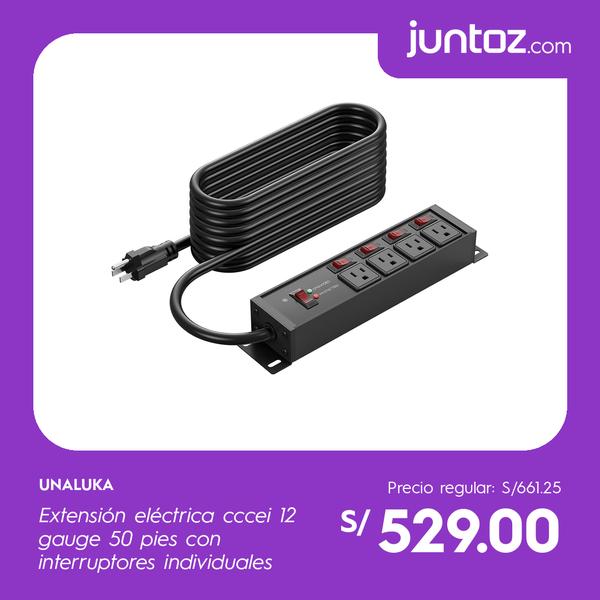 juntoz.com
UNALUKA
Extensión eléctrica cccei 12
gauge 50 pies con
interruptores individuales
Precio regular: S/661.25
S/ 529.00